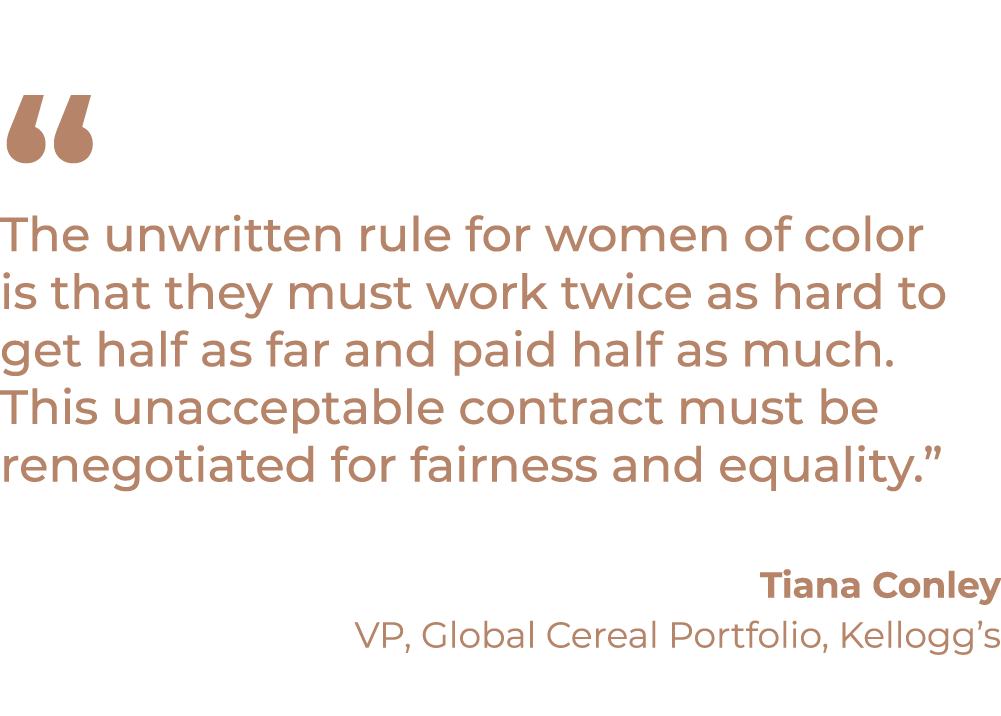 “
The unwritten rule for women of color
is that they must work twice as hard to
get half as far and paid half as much.
This unacceptable contract must be
renegotiated for fairness and equality.”
Tiana Conley
VP, Global Cereal Portfolio, Kellogg’s